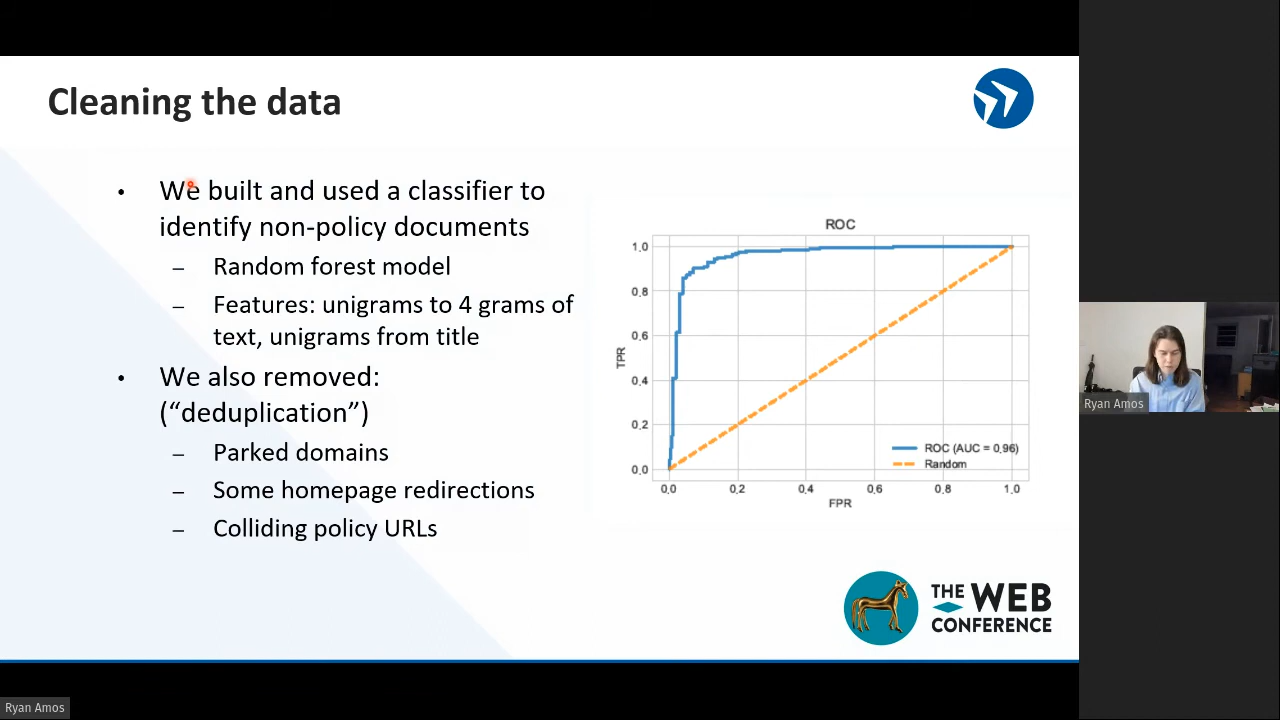 Cleaning the data
• We built and used a classifier to
identify non-policy documents
– Random forest model
– Features: unigrams to 4 grams of
text, unigrams from title
• We also removed:
(“deduplication”)
– Parked domains
– Some homepage redirections
– Colliding policy URLs
ROC
1,0
0,8
0,6
0,4
0,2
0,0
TPR
ROC (AUC = 0,96)
Random
0,0 0,2 0,4 0,6 0,8 1,0
FPR
THE WEB
CONFERENCE
Ryan Amos
Ryan Amos